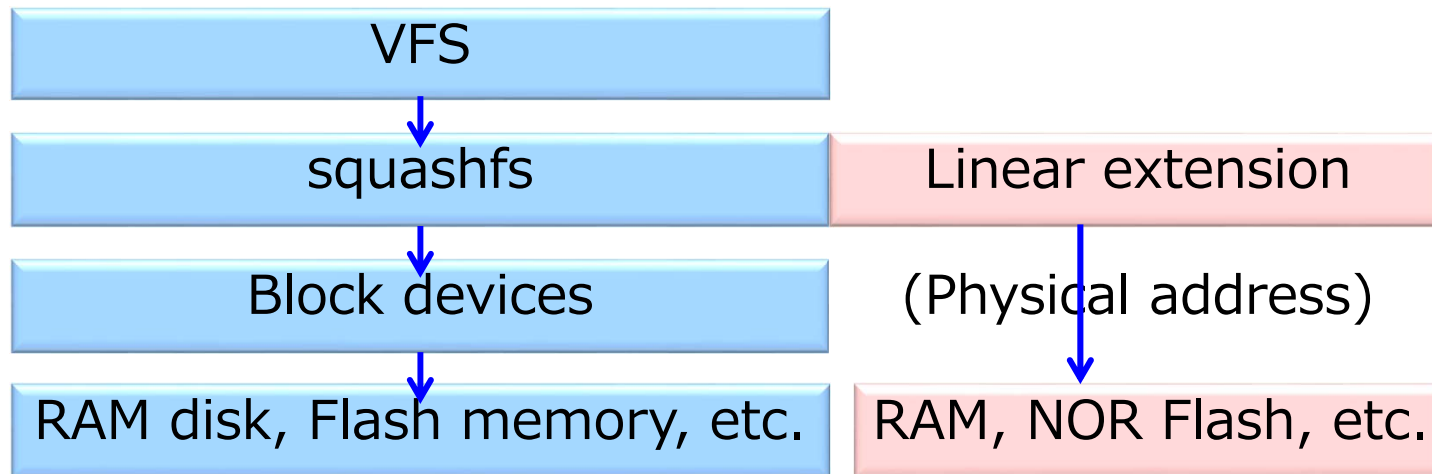 VFS
squashfs
Linear extension
Block devices
(Physical address)
RAM disk, Flash memory, etc.
RAM, NOR Flash, etc.